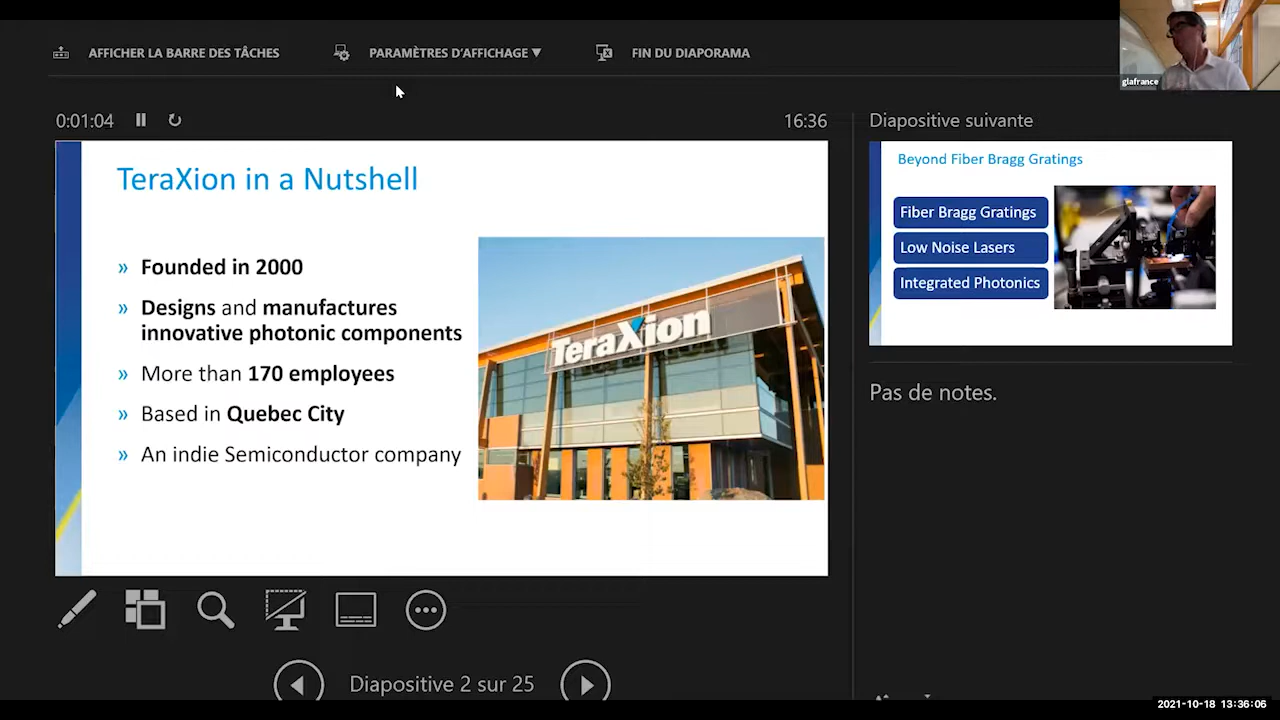 AFFICHER LA BARRE DES TÂCHES
PARAMÈTRES D'AFFICHAGE ▼
FIN DU DIAPORAMA
glafrance
0:01:04
16:36
TeraXion in a Nutshell
» Founded in 2000
» Designs and manufactures
innovative photonic components
» More than 170 employees
» Based in Quebec City
» An indie Semiconductor company
TeraXion
Diapositive suivante
Beyond Fiber Bragg Gratings
Fiber Bragg Gratings
Low Noise Lasers
Integrated Photonics
Pas de notes.
Diapositive 2 sur 25
2021-10-18 13:36:06